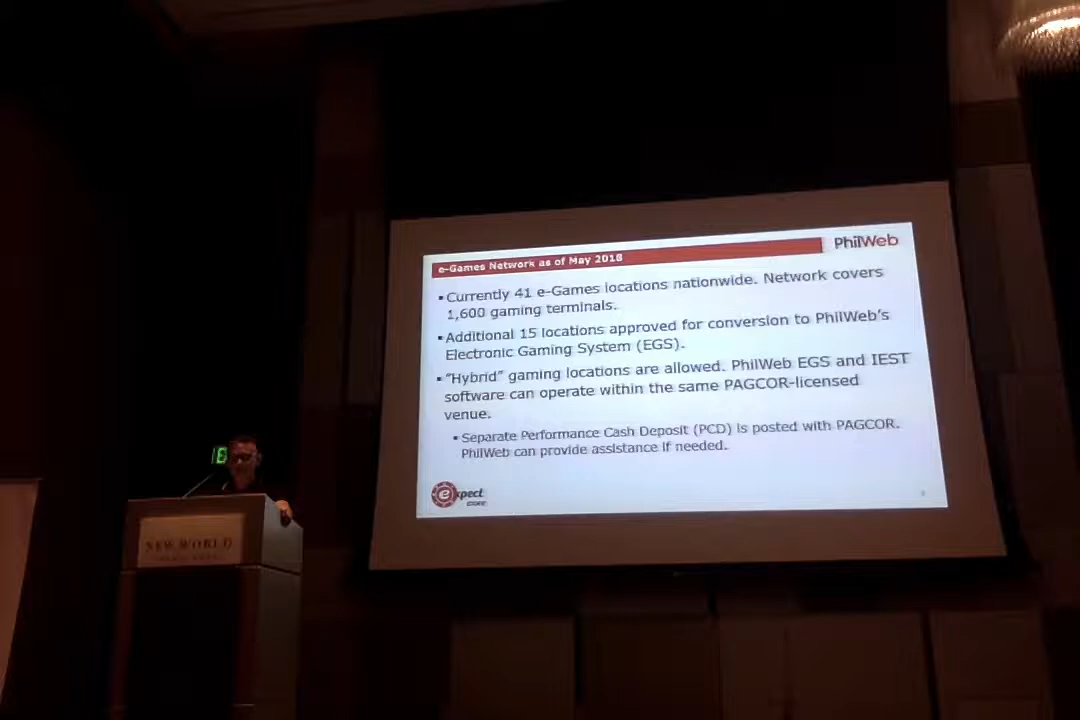 PhilWeb
e-Games Network as of May 2018
▪ Currently 41 e-Games locations nationwide. Network covers
1,600 gaming terminals.
▪ Additional 15 locations approved for conversion to PhilWeb's
Electronic Gaming System (EGS).
▪ "Hybrid" gaming locations are allowed. PhilWeb EGS and IEST
software can operate within the same PAGCOR-licensed
venue.
▪ Separate Performance Cash Deposit (PCD) is posted with PAGCOR.
PhilWeb can provide assistance if needed.
expect
NEW WORLD